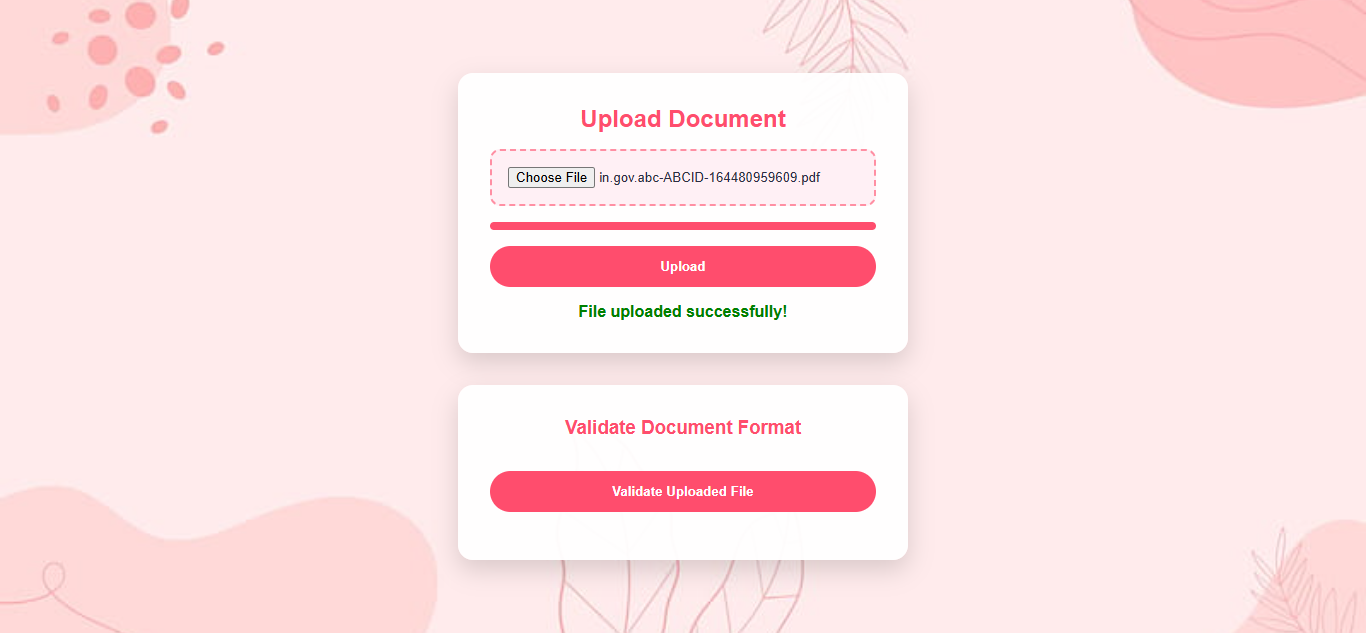 Upload Document
Choose File in.gov.abc-ABCID-164480959609.pdf
Upload
File uploaded successfully!
Validate Document Format
Validate Uploaded File